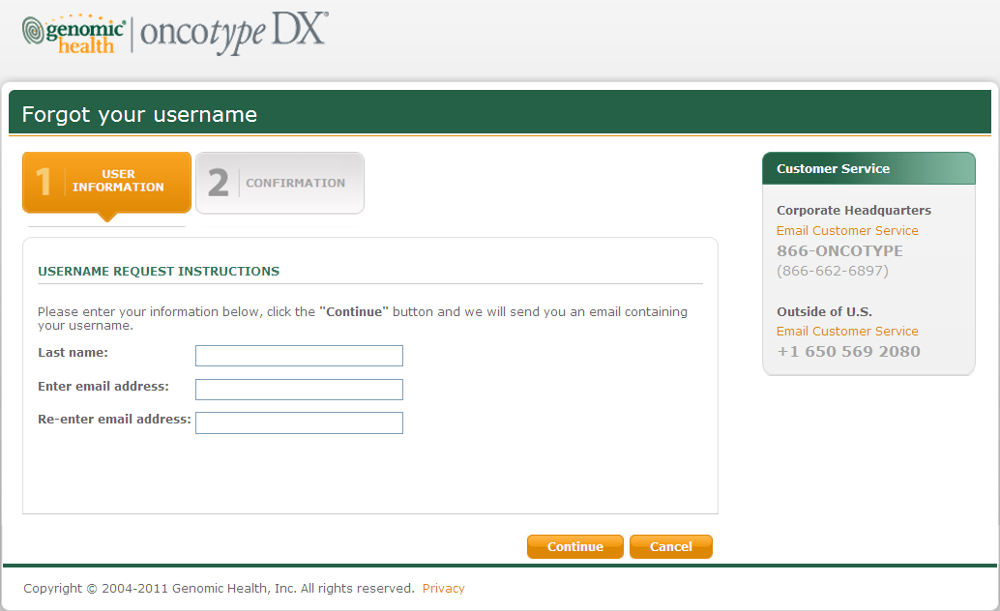 genomic health® | oncotype DX®
Forgot your username
1 USER INFORMATION
2 CONFIRMATION
USERNAME REQUEST INSTRUCTIONS
Please enter your information below, click the "Continue" button and we will send you an email containing
your username.
Last name:
Enter email address:
Re-enter email address:
Continue
Cancel
Customer Service
Corporate Headquarters
Email Customer Service
866-ONCOTYPE
(866-662-6897)
Outside of U.S.
Email Customer Service
+1 650 569 2080
Copyright © 2004-2011 Genomic Health, Inc. All rights reserved. Privacy